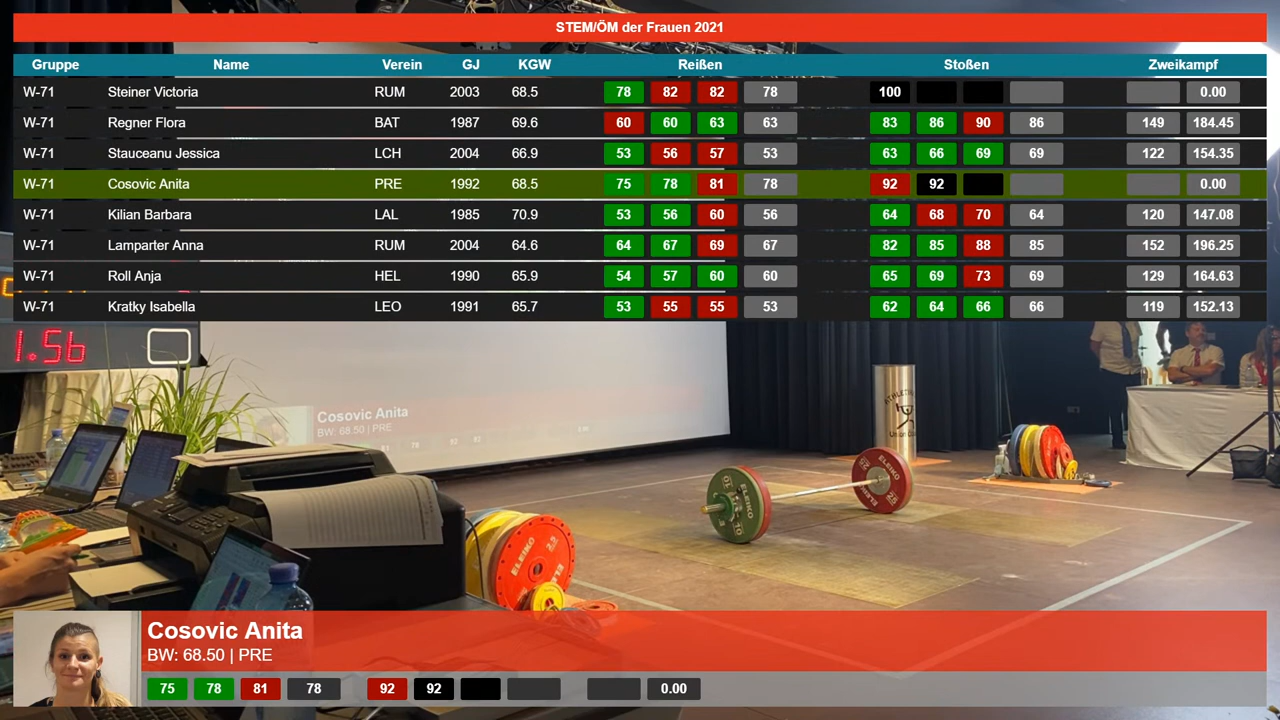 STEM/ÖM der Frauen 2021
Gruppe Name Verein GJ KGW Reißen Stoßen Zweikampf
W-71 Steiner Victoria RUM 2003 68.5 78 82 82 78 100 0.00
W-71 Regner Flora BAT 1987 69.6 60 60 63 63 83 86 90 86 149 184.45
W-71 Stauceanu Jessica LCH 2004 66.9 53 56 57 53 63 66 69 69 122 154.35
W-71 Cosovic Anita PRE 1992 68.5 75 78 81 78 92 92 0.00
W-71 Kilian Barbara LAL 1985 70.9 53 56 60 56 64 68 70 64 120 147.08
W-71 Lamparter Anna RUM 2004 64.6 64 67 69 67 82 85 88 85 152 196.25
W-71 Roll Anja HEL 1990 65.9 54 57 60 60 65 69 73 69 129 164.63
W-71 Kratky Isabella LEO 1991 65.7 53 55 55 53 62 64 66 66 119 152.13
1.56
Cosovic Anita
BW: 68.50 | PRE
ELEIKO
10
ELEIKO
25
ELEIKO
2.5
Cosovic Anita
BW: 68.50 | PRE
75 78 81 78 92 92 0.00